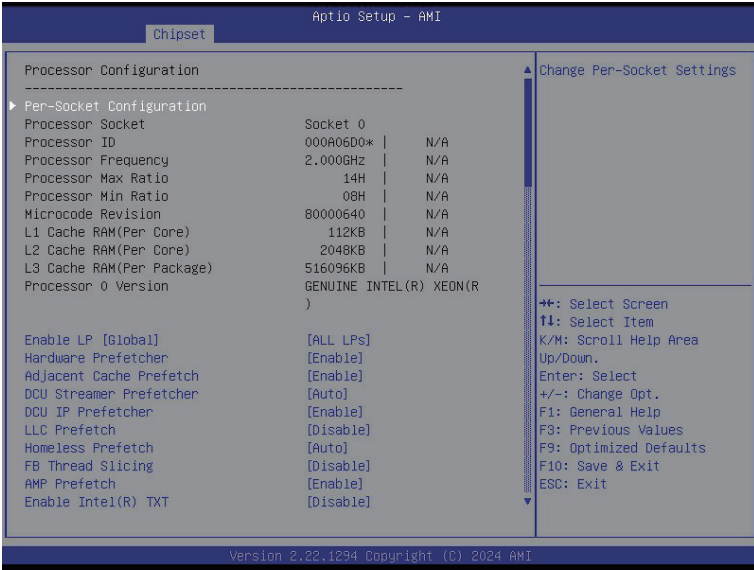 Aptio Setup – AMI
Chipset
Processor Configuration
--------------------------------------------------
Per-Socket Configuration
Processor Socket Socket 0
Processor ID 000A06D0* | N/A
Processor Frequency 2.000GHz | N/A
Processor Max Ratio 14H | N/A
Processor Min Ratio 08H | N/A
Microcode Revision 80000640 | N/A
L1 Cache RAM(Per Core) 112KB | N/A
L2 Cache RAM(Per Core) 2048KB | N/A
L3 Cache RAM(Per Package) 516096KB | N/A
Processor 0 Version GENUINE INTEL(R) XEON(R
)
Enable LP [Global] [ALL LPs]
Hardware Prefetcher [Enable]
Adjacent Cache Prefetch [Enable]
DCU Streamer Prefetcher [Auto]
DCU IP Prefetcher [Enable]
LLC Prefetch [Disable]
Homeless Prefetch [Auto]
FB Thread Slicing [Disable]
AMP Prefetch [Enable]
Enable Intel(R) TXT [Disable]
Change Per-Socket Settings
→←: Select Screen
↑↓: Select Item
K/M: Scroll Help Area
Up/Down.
Enter: Select
+/-: Change Opt.
F1: General Help
F3: Previous Values
F9: Optimized Defaults
F10: Save & Exit
ESC: Exit
Version 2.22.1294 Copyright (C) 2024 AMI